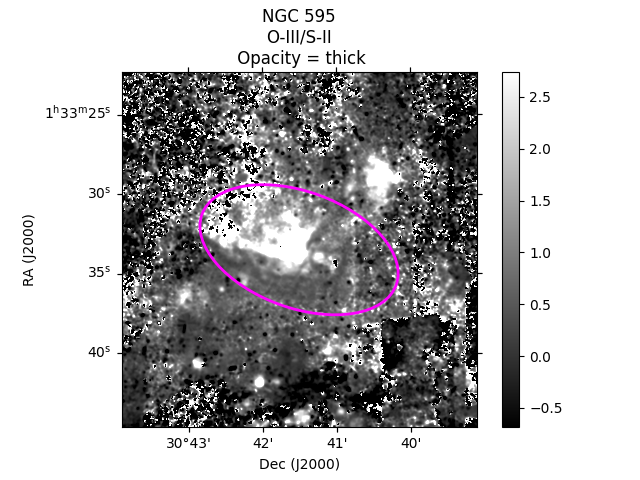 NGC 595
O-III/S-II
Opacity = thick
1ʰ33ᵐ25ˢ
30ˢ
35ˢ
40ˢ
RA (J2000)
30°43' 42' 41' 40'
Dec (J2000)
2.5
2.0
1.5
1.0
0.5
0.0
−0.5